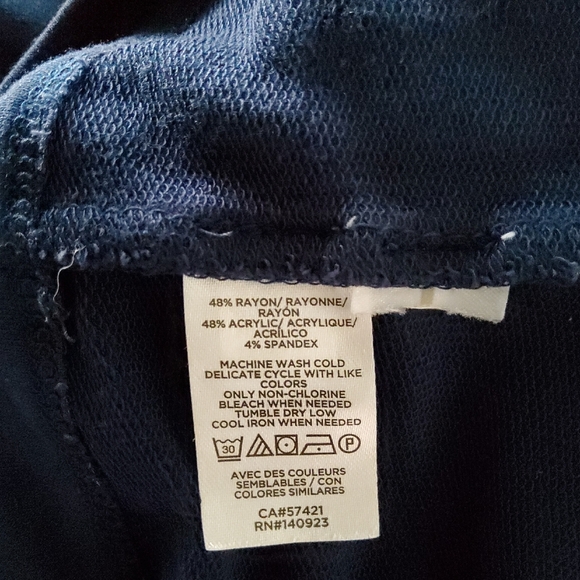 48% RAYON/ RAYONNE/
RAYÓN
48% ACRYLIC/ ACRYLIQUE/
ACRÍLICO
4% SPANDEX
MACHINE WASH COLD
DELICATE CYCLE WITH LIKE
COLORS
ONLY NON-CHLORINE
BLEACH WHEN NEEDED
TUMBLE DRY LOW
COOL IRON WHEN NEEDED
30 P
AVEC DES COULEURS
SEMBLABLES / CON
COLORES SIMILARES
CA#57421
RN#140923